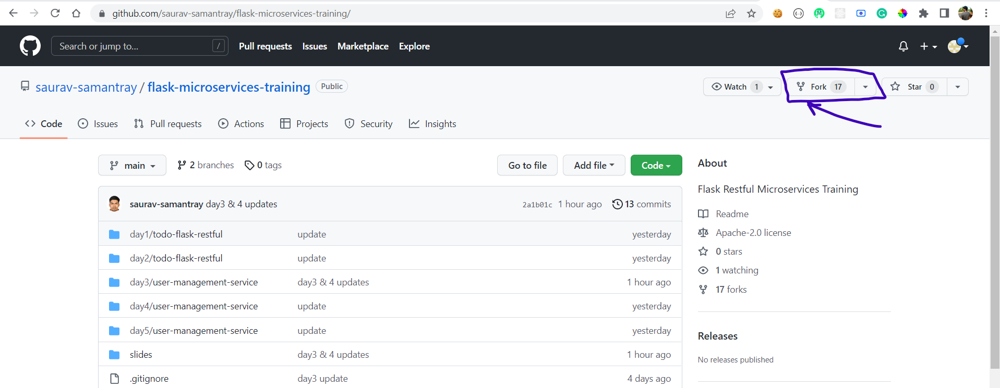 github.com/saurav-samantray/flask-microservices-training/
Search or jump to... /
Pull requests Issues Marketplace Explore
saurav-samantray / flask-microservices-training Public
Watch 1 Fork 17 Star 0
Code Issues Pull requests Actions Projects Security Insights
main 2 branches 0 tags Go to file Add file Code
saurav-samantray day3 & 4 updates 2a1b01c 1 hour ago 13 commits
day1/todo-flask-restful update yesterday
day2/todo-flask-restful update yesterday
day3/user-management-service day3 & 4 updates 1 hour ago
day4/user-management-service update yesterday
day5/user-management-service update yesterday
slides day3 & 4 updates 1 hour ago
.gitignore day3 update 4 days ago
About
Flask Restful Microservices Training
Readme
Apache-2.0 license
0 stars
1 watching
17 forks
Releases
No releases published